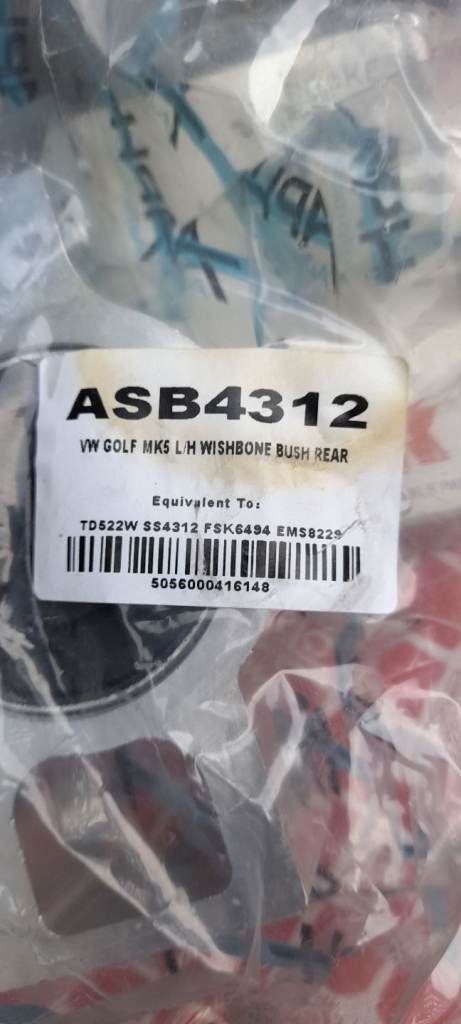 ASB4312
VW GOLF MK5 L/H WISHBONE BUSH REAR
Equivalent To:
TD522W SS4312 FSK6494 EMS8229
5056000416148